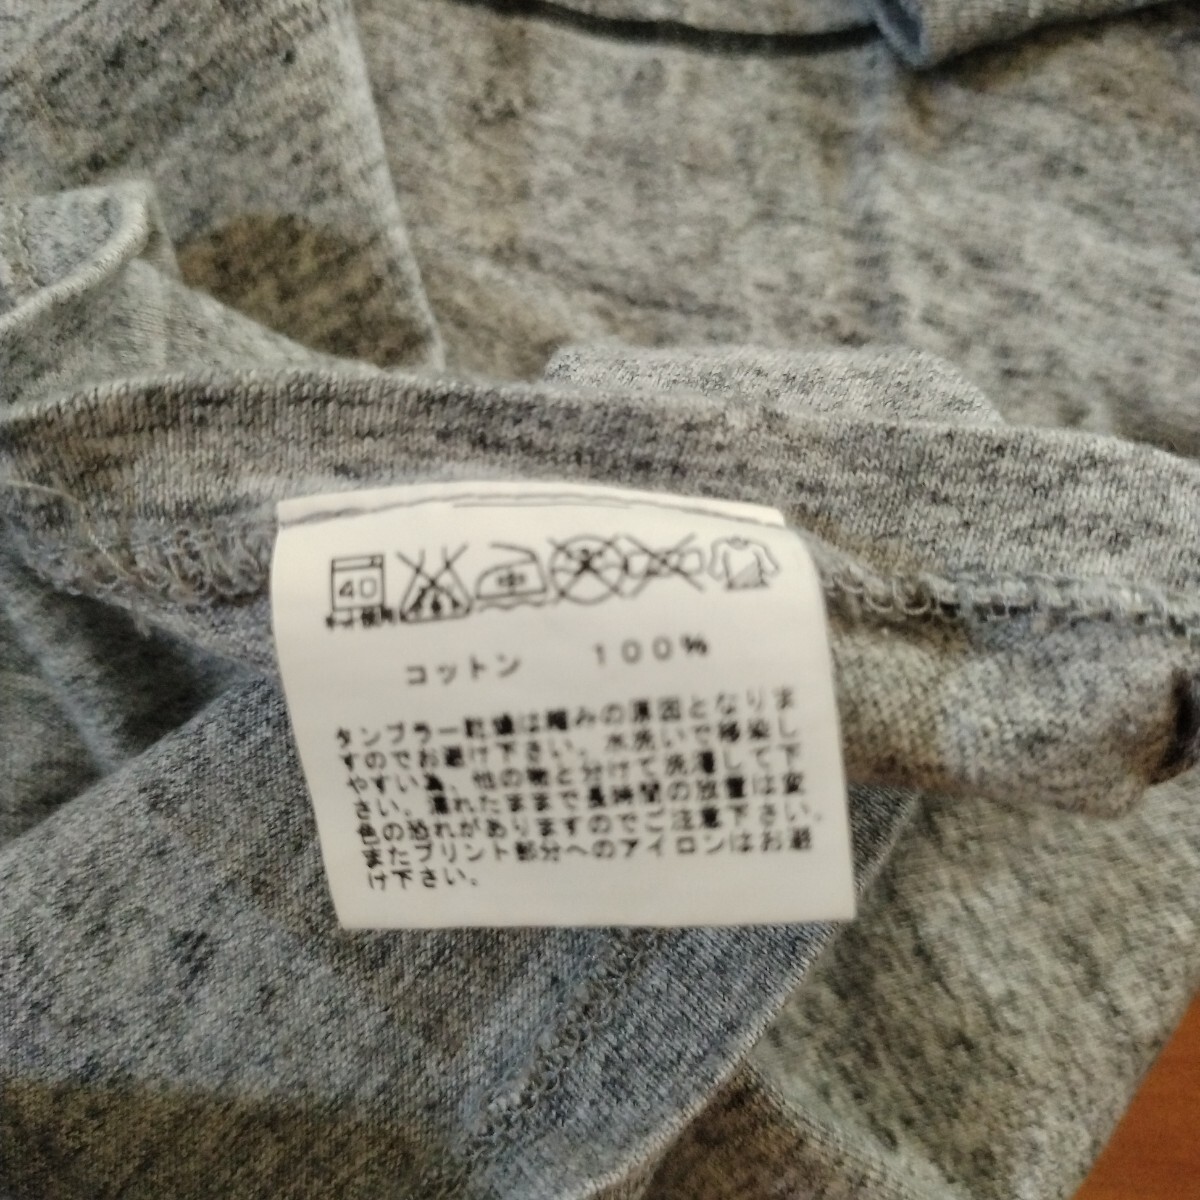 40
中
コットン 100%
タンブラー乾燥は縮みの原因となりま
すのでお避け下さい。水洗いで移染し
やすい為、他の物と分けて洗濯して下
さい。濡れたままで長時間の放置は変
色の恐れがありますのでご注意下さい。
またプリント部分へのアイロンはお避
け下さい。